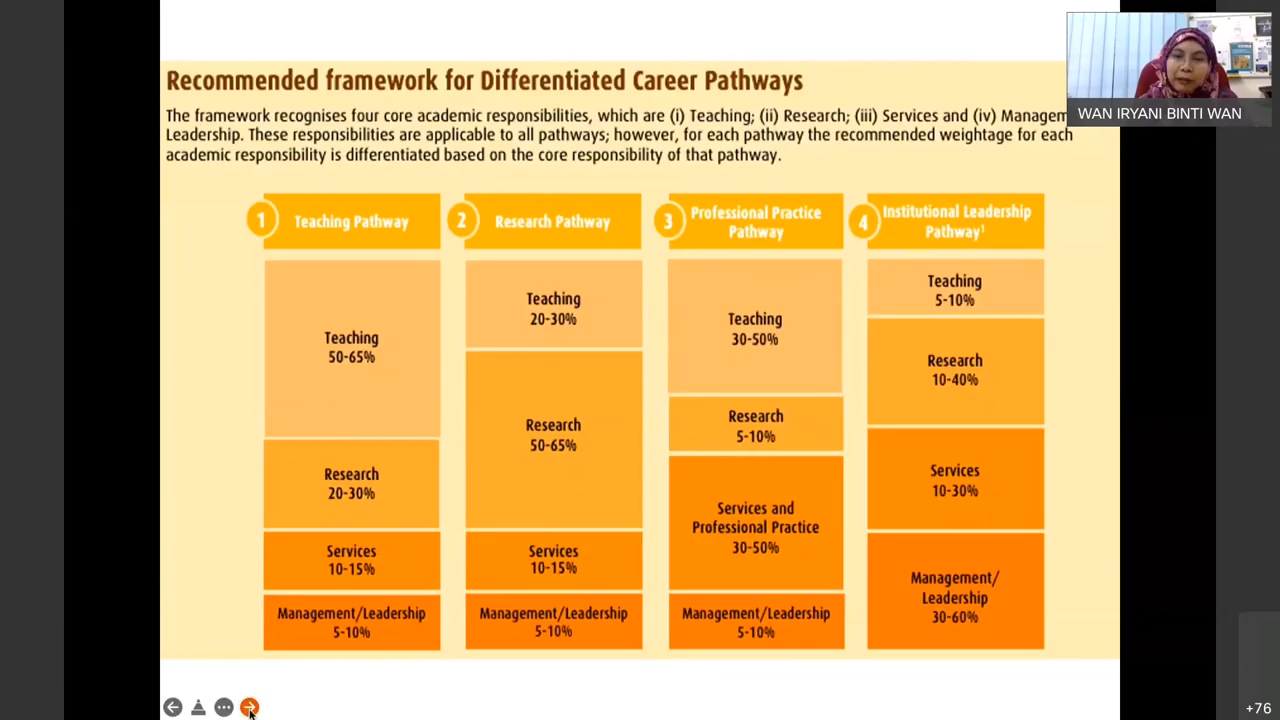 Recommended framework for Differentiated Career Pathways
The framework recognises four core academic responsibilities, which are (i) Teaching; (ii) Research; (iii) Services and (iv) Managem
Leadership. These responsibilities are applicable to all pathways; however, for each pathway the recommended weightage for each
academic responsibility is differentiated based on the core responsibility of that pathway.
WAN IRYANI BINTI WAN
1 Teaching Pathway
Teaching
50-65%
Research
20-30%
Services
10-15%
Management/Leadership
5-10%
2 Research Pathway
Teaching
20-30%
Research
50-65%
Services
10-15%
Management/Leadership
5-10%
3 Professional Practice
Pathway
Teaching
30-50%
Research
5-10%
Services and
Professional Practice
30-50%
Management/Leadership
5-10%
4 Institutional Leadership
Pathway¹
Teaching
5-10%
Research
10-40%
Services
10-30%
Management/
Leadership
30-60%
+76